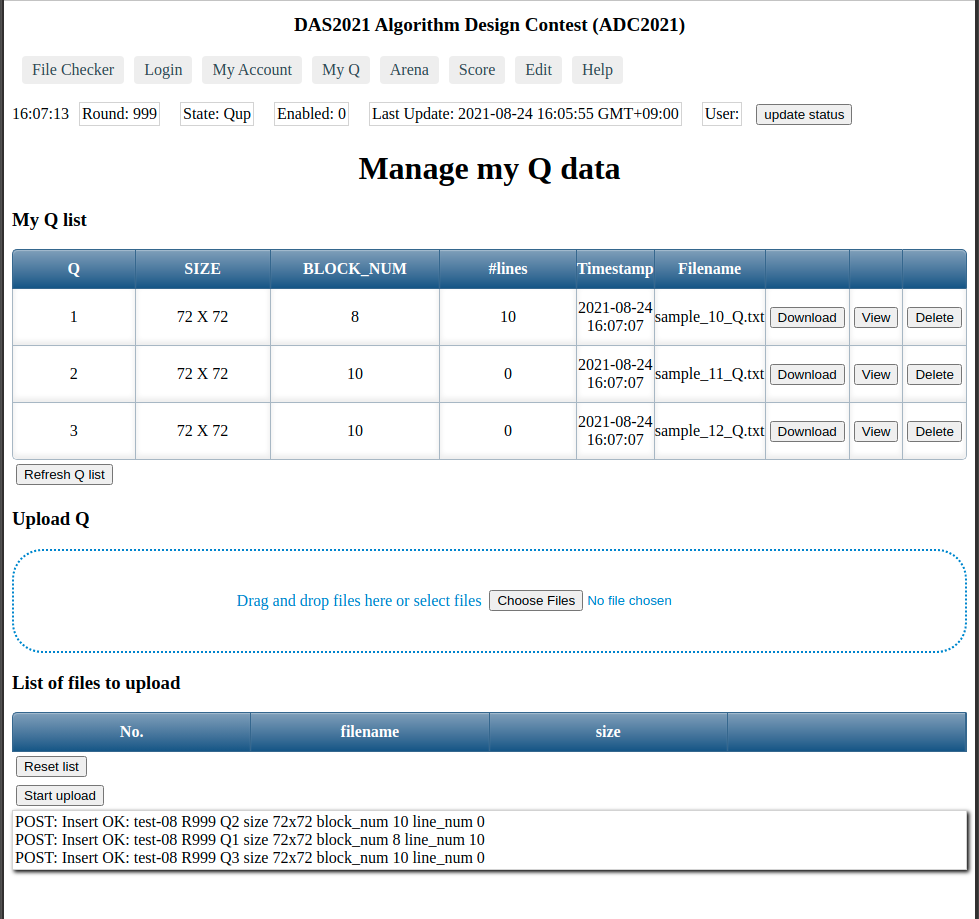 DAS2021 Algorithm Design Contest (ADC2021)
File Checker Login My Account My Q Arena Score Edit Help
16:07:13 Round: 999 State: Qup Enabled: 0 Last Update: 2021-08-24 16:05:55 GMT+09:00 User: update status
Manage my Q data
My Q list
Q SIZE BLOCK_NUM #lines Timestamp Filename
1 72 X 72 8 10 2021-08-24 16:07:07 sample_10_Q.txt Download View Delete
2 72 X 72 10 0 2021-08-24 16:07:07 sample_11_Q.txt Download View Delete
3 72 X 72 10 0 2021-08-24 16:07:07 sample_12_Q.txt Download View Delete
Refresh Q list
Upload Q
Drag and drop files here or select files Choose Files No file chosen
List of files to upload
No. filename size
Reset list
Start upload
POST: Insert OK: test-08 R999 Q2 size 72x72 block_num 10 line_num 0
POST: Insert OK: test-08 R999 Q1 size 72x72 block_num 8 line_num 10
POST: Insert OK: test-08 R999 Q3 size 72x72 block_num 10 line_num 0